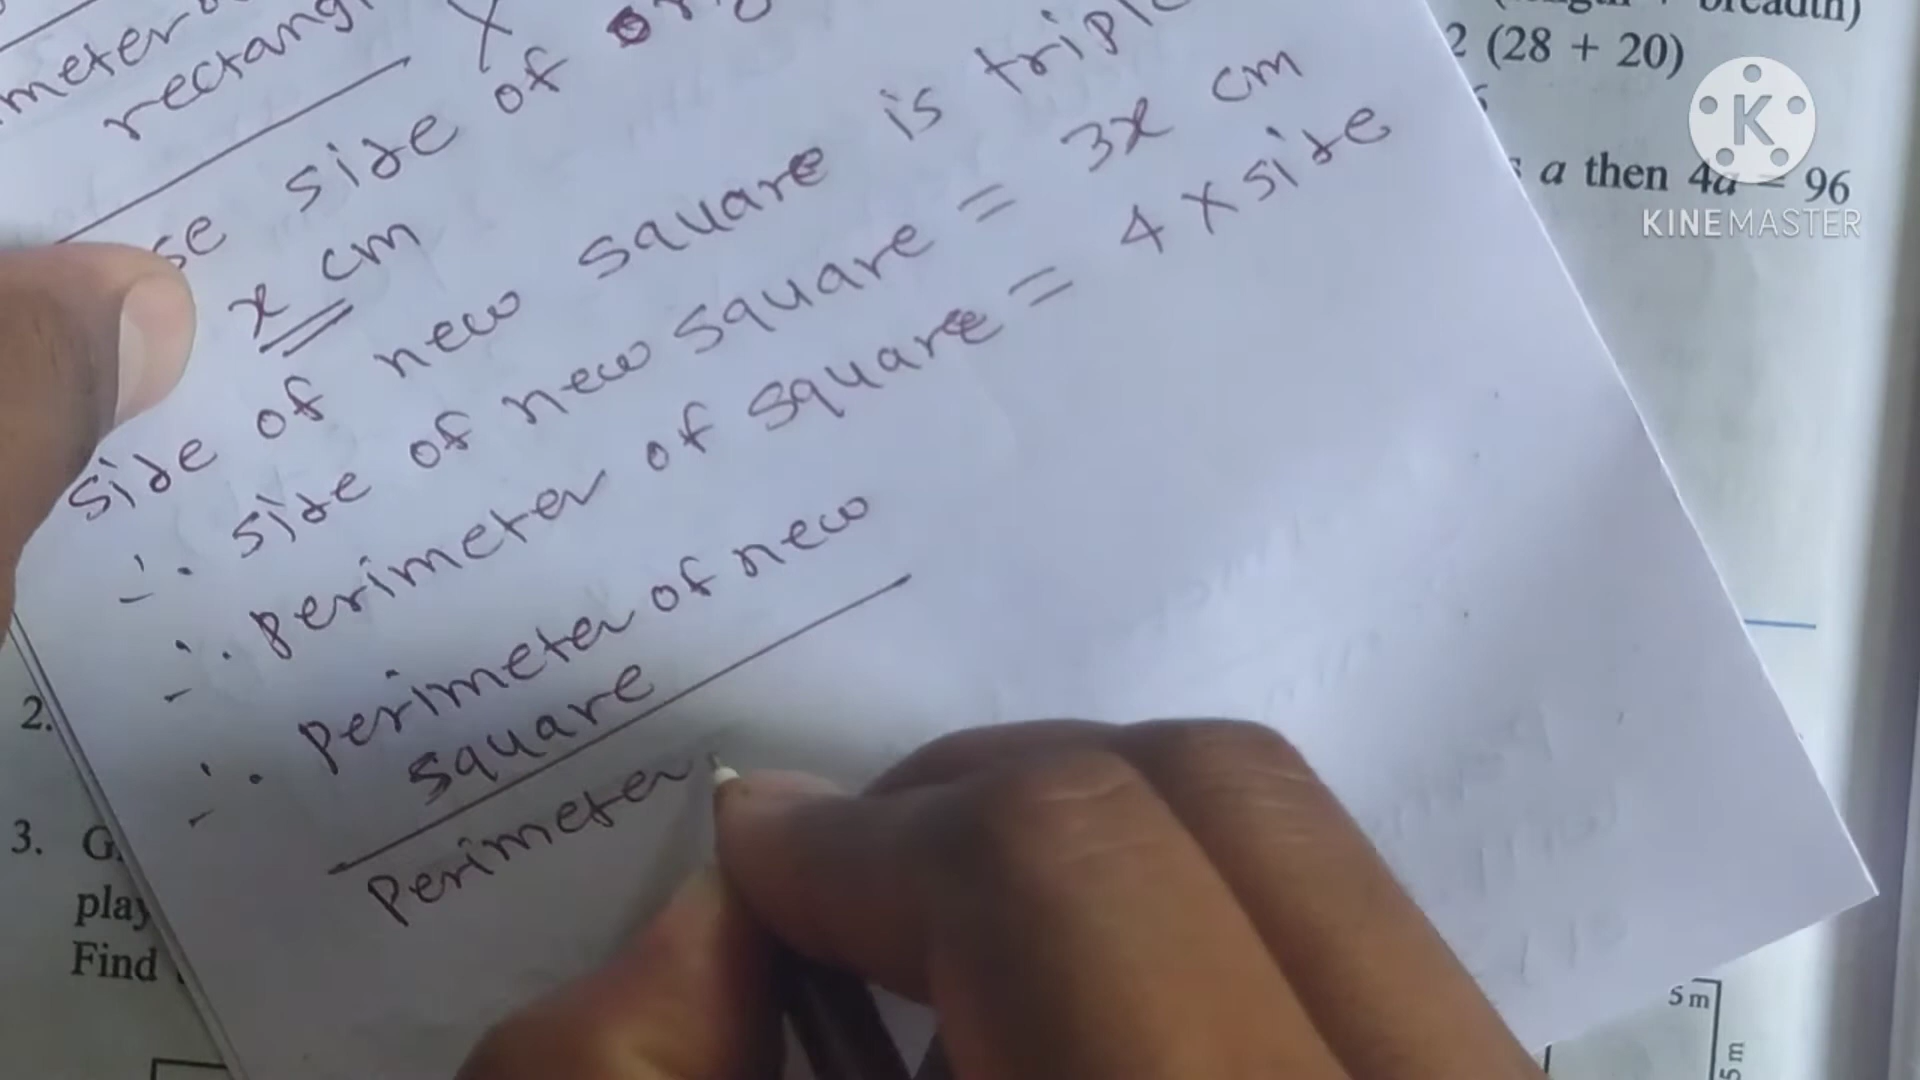 rectang
se side of
x cm
side of new square is triple
∴ side of new square = 3x cm
∴ perimeter of square = 4 × side
∴ perimeter of new
square
Perimeter
breadth)
2 (28 + 20)
a then 4a = 96
K
KINEMASTER
2.
3. G
play
Find
5 m
5 m